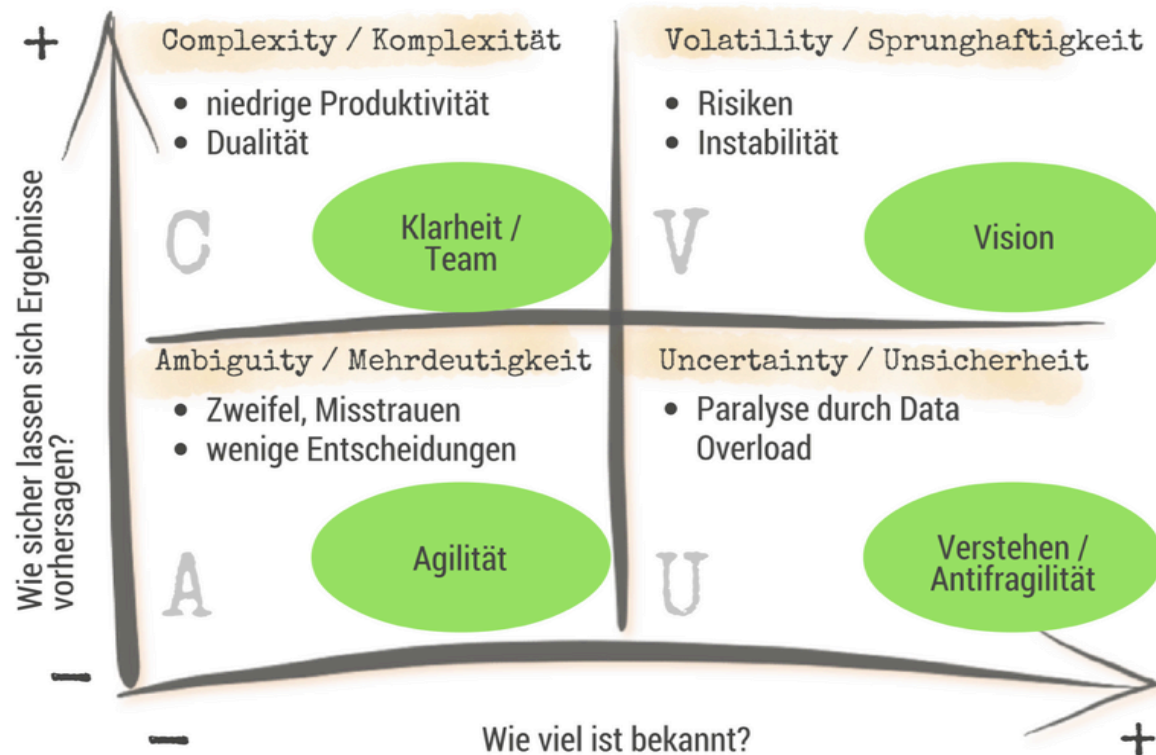 +
Complexity / Komplexität
• niedrige Produktivität
• Dualität
C
Klarheit /
Team
Volatility / Sprunghaftigkeit
• Risiken
• Instabilität
V
Vision
Ambiguity / Mehrdeutigkeit
• Zweifel, Misstrauen
• wenige Entscheidungen
A
Agilität
Uncertainty / Unsicherheit
• Paralyse durch Data
Overload
U
Verstehen /
Antifragilität
Wie sicher lassen sich Ergebnisse
vorhersagen?
−
−
Wie viel ist bekannt?
+